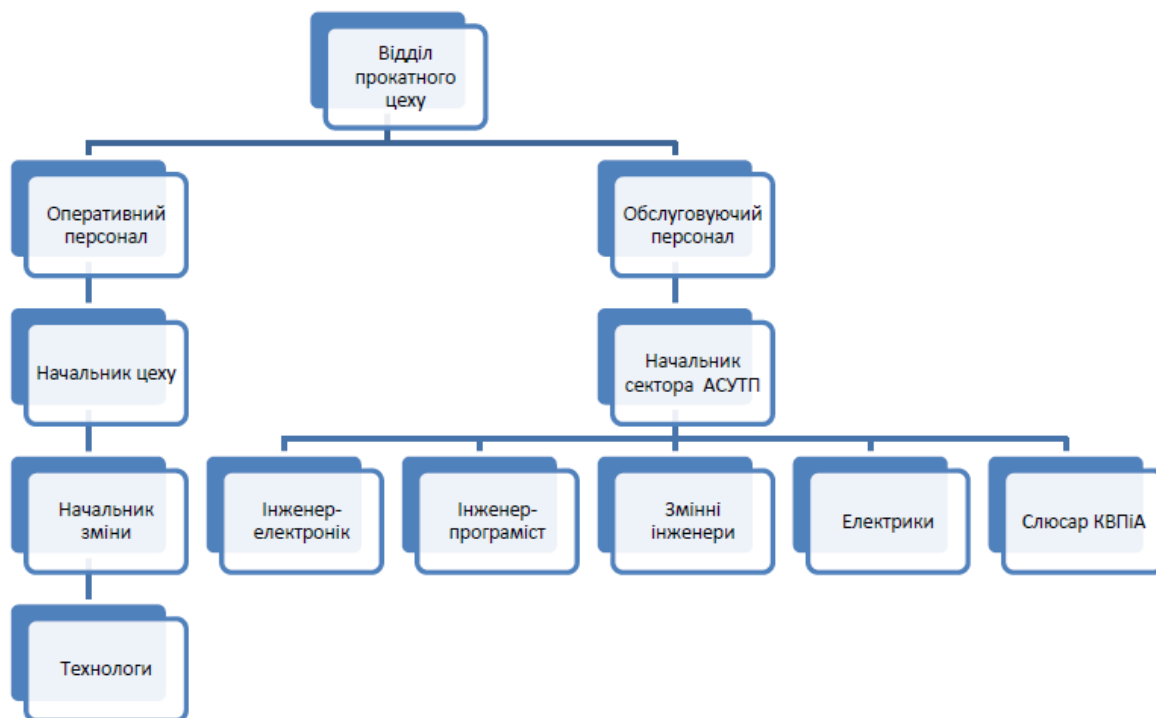 Відділ
прокатного
цеху
Оперативний
персонал
Обслуговуючий
персонал
Начальник цеху
Начальник
сектора АСУТП
Начальник
зміни
Інженер-
електронік
Інженер-
програміст
Змінні
інженери
Електрики
Слюсар КВПіА
Технологи